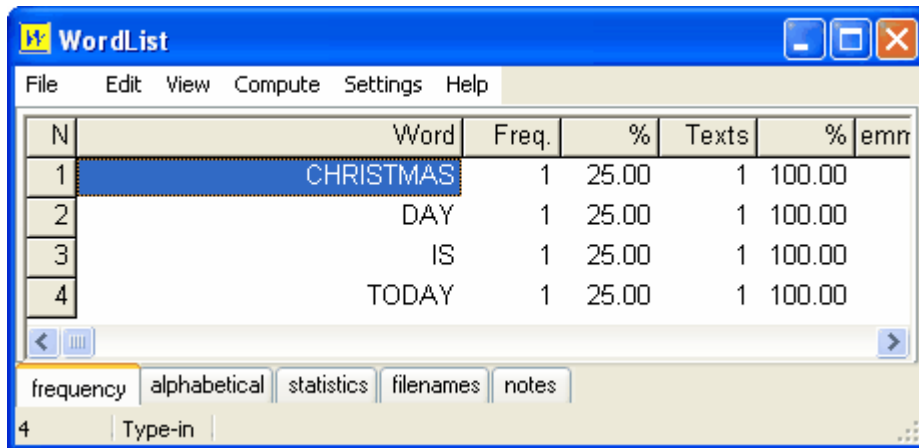 WordList
File Edit View Compute Settings Help
N Word Freq. % Texts % emm
1 CHRISTMAS 1 25.00 1 100.00
2 DAY 1 25.00 1 100.00
3 IS 1 25.00 1 100.00
4 TODAY 1 25.00 1 100.00
frequency alphabetical statistics filenames notes
4 Type-in